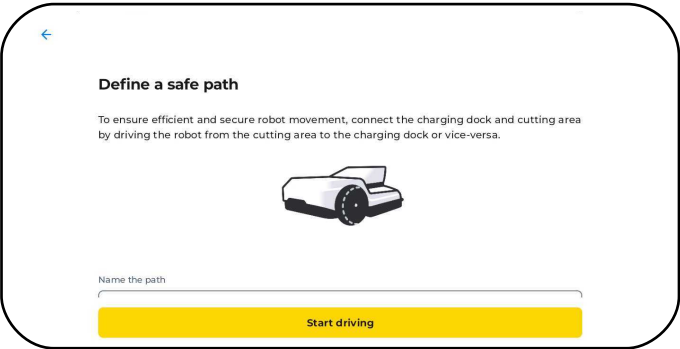 Define a safe path
To ensure efficient and secure robot movement, connect the charging dock and cutting area
by driving the robot from the cutting area to the charging dock or vice-versa.
Name the path
Start driving